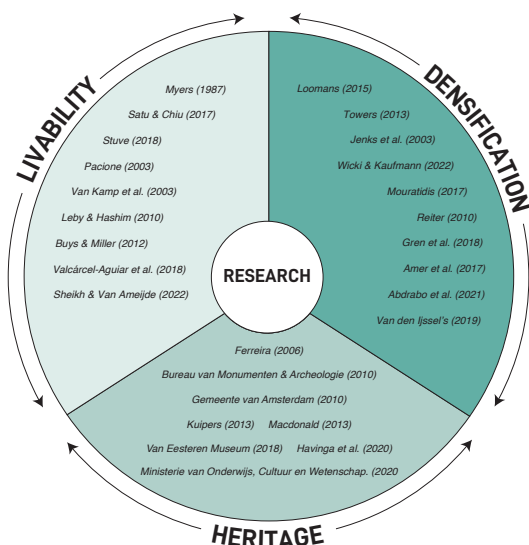 LIVABILITY
Myers (1987)
Satu & Chiu (2017)
Stuve (2018)
Pacione (2003)
Van Kamp et al. (2003)
Leby & Hashim (2010)
Buys & Miller (2012)
Valcárcel-Aguiar et al. (2018)
Sheikh & Van Ameijde (2022)
DENSIFICATION
Loomans (2015)
Towers (2013)
Jenks et al. (2003)
Wicki & Kaufmann (2022)
Mouratidis (2017)
Reiter (2010)
Gren et al. (2018)
Amer et al. (2017)
Abdrabo et al. (2021)
Van den Ijssel's (2019)
RESEARCH
Ferreira (2006)
Bureau van Monumenten & Archeologie (2010)
Gemeente van Amsterdam (2010)
Kuipers (2013) Macdonald (2013)
Van Eesteren Museum (2018) Havinga et al. (2020)
Ministerie van Onderwijs, Cultuur en Wetenschap. (2020
HERITAGE